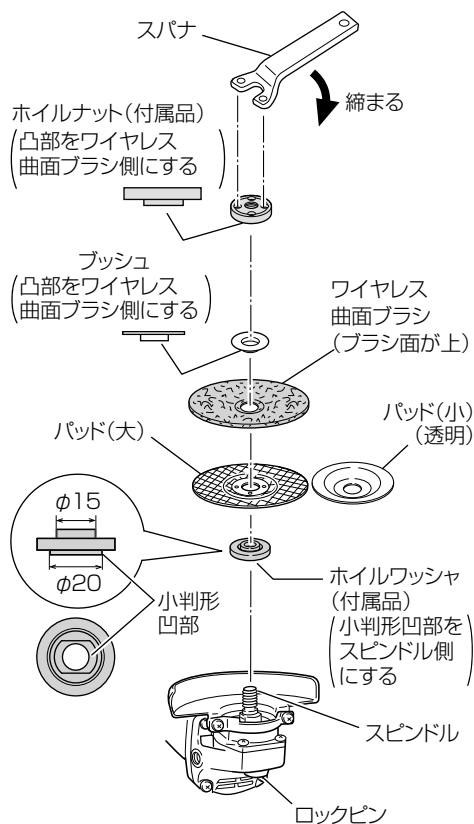 スパナ
締まる
ホイルナット(付属品)
(凸部をワイヤレス
曲面ブラシ側にする)
ブッシュ
(凸部をワイヤレス
曲面ブラシ側にする)
ワイヤレス
曲面ブラシ
(ブラシ面が上)
パッド(小)
(透明)
パッド(大)
φ15
φ20
小判形
凹部
ホイルワッシャ
(付属品)
(小判形凹部を
スピンドル側
にする)
スピンドル
ロックピン